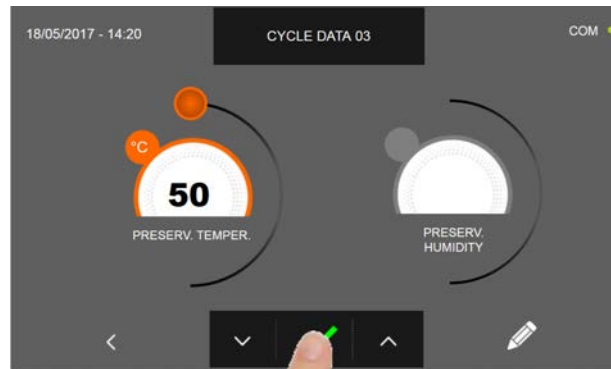 18/05/2017 - 14:20
CYCLE DATA 03
COM
°C
50
PRESERV. TEMPER.
PRESERV.
HUMIDITY